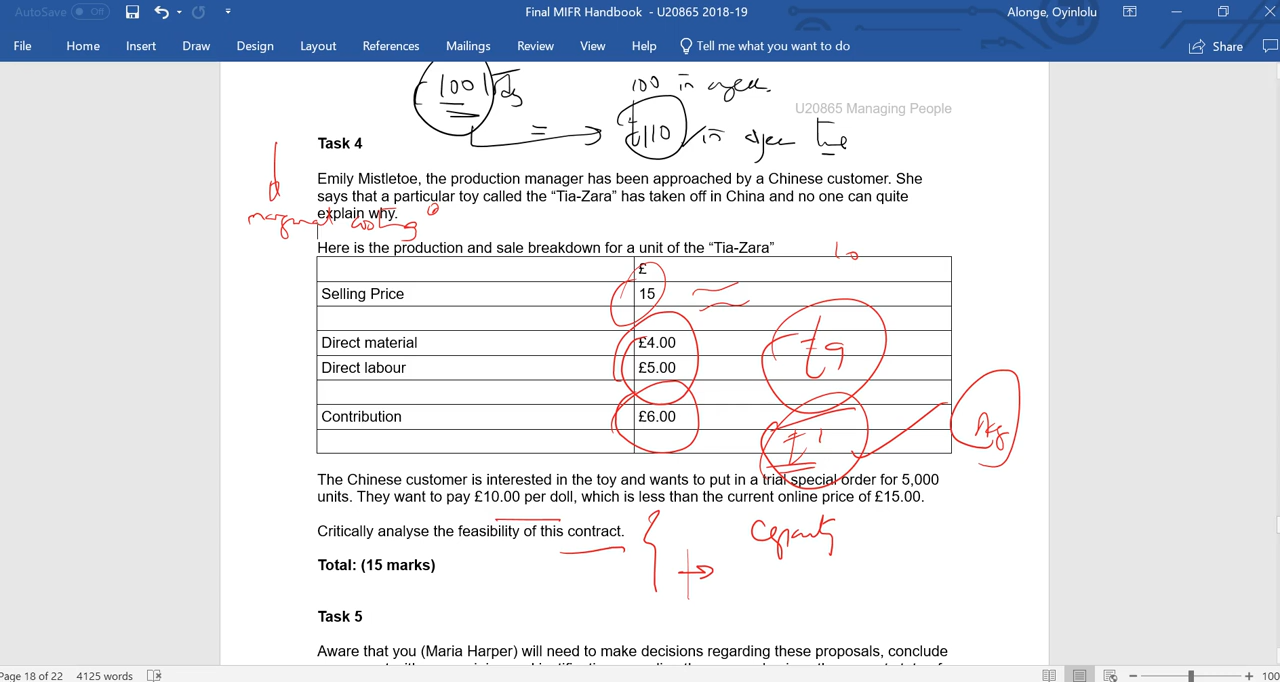 AutoSave Off Final MIFR Handbook - U20865 2018-19 Alonge, Oyinlolu
File Home Insert Draw Design Layout References Mailings Review View Help Tell me what you want to do Share
100 100 in
U20865 Managing People
= £110 in
Task 4
Emily Mistletoe, the production manager has been approached by a Chinese customer. She
says that a particular toy called the “Tia-Zara” has taken off in China and no one can quite
explain why.
marginal costing
Here is the production and sale breakdown for a unit of the “Tia-Zara”
10
£
Selling Price 15
Direct material £4.00
£9
Direct labour £5.00
Contribution £6.00
£1
The Chinese customer is interested in the toy and wants to put in a trial special order for 5,000
units. They want to pay £10.00 per doll, which is less than the current online price of £15.00.
Critically analyse the feasibility of this contract.
Capacity
Total: (15 marks)
Task 5
Aware that you (Maria Harper) will need to make decisions regarding these proposals, conclude
Page 18 of 22 4125 words 100